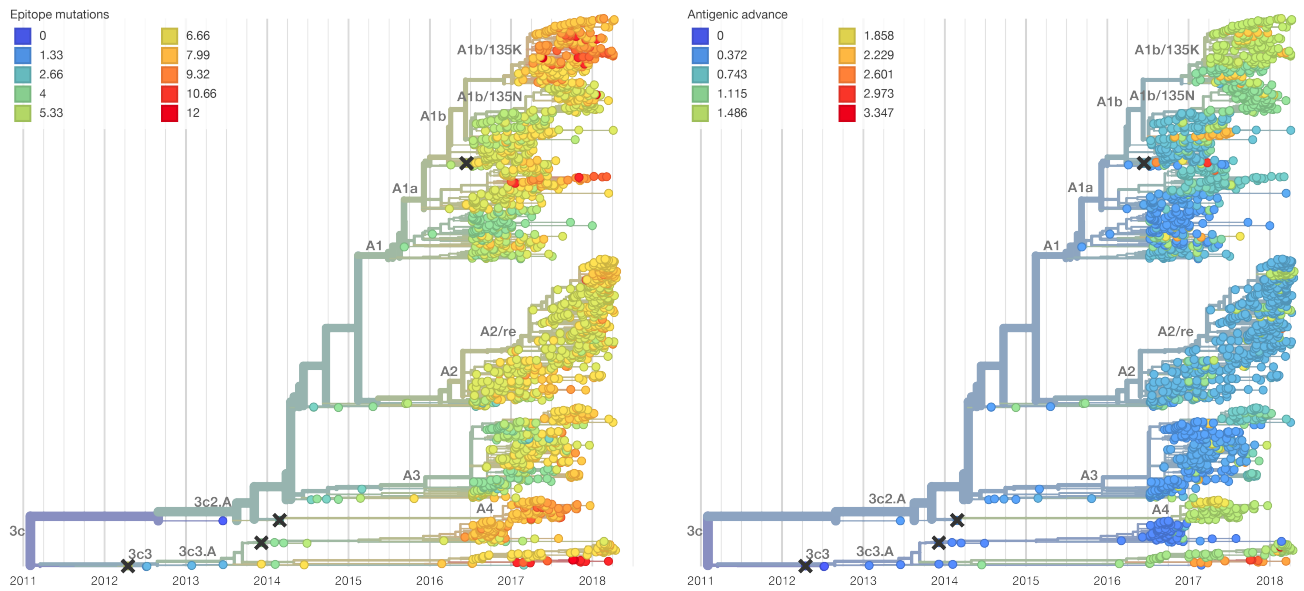 Epitope mutations
0
1.33
2.66
4
5.33
6.66
7.99
9.32
10.66
12
A1b/135K
A1b/135N
A1b
A1a
A1
A2/re
A2
A3
A4
3c2.A
3c
3c3
3c3.A
2011 2012 2013 2014 2015 2016 2017 2018
Antigenic advance
0
0.372
0.743
1.115
1.486
1.858
2.229
2.601
2.973
3.347
A1b/135K
A1b/135N
A1b
A1a
A1
A2/re
A2
A3
A4
3c2.A
3c
3c3
3c3.A
2011 2012 2013 2014 2015 2016 2017 2018